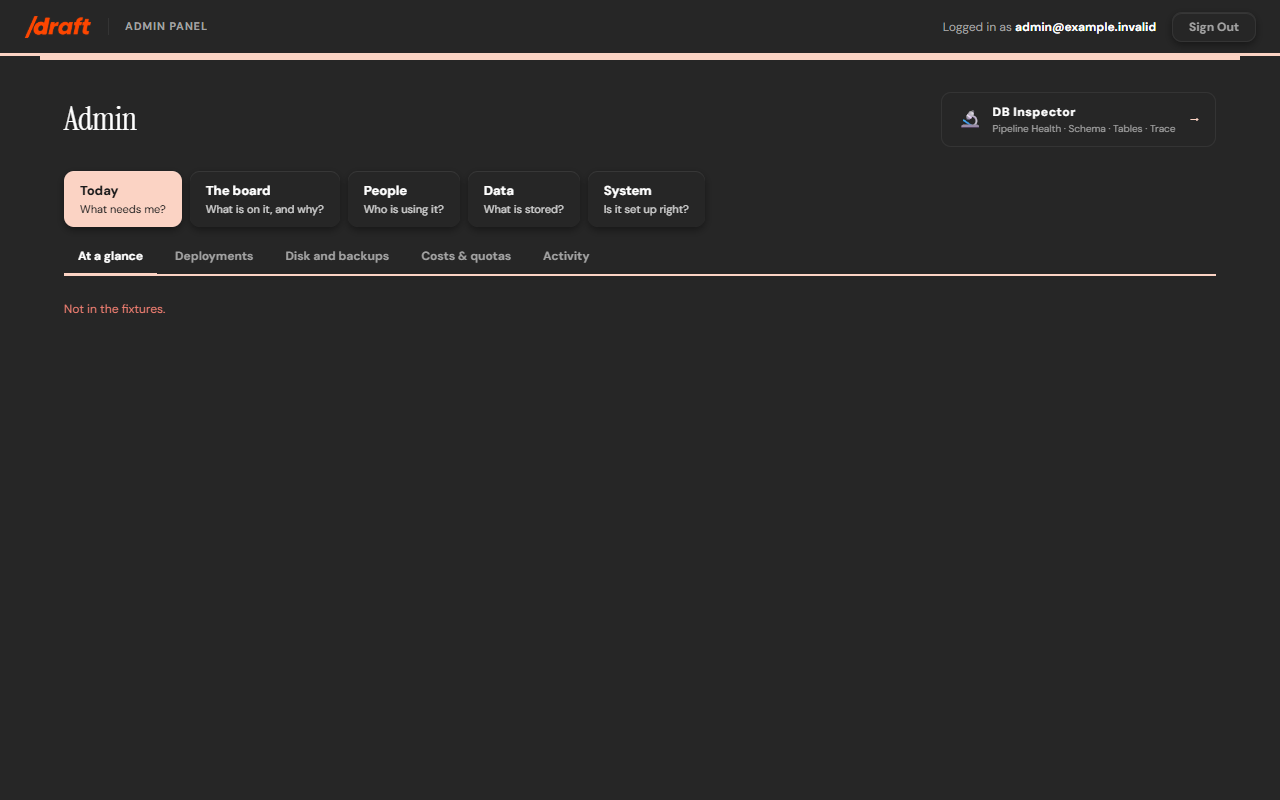 /draft
ADMIN PANEL
Logged in as admin@example.invalid
Sign Out
Admin
DB Inspector
Pipeline Health · Schema · Tables · Trace
→
Today
What needs me?
The board
What is on it, and why?
People
Who is using it?
Data
What is stored?
System
Is it set up right?
At a glance
Deployments
Disk and backups
Costs & quotas
Activity
Not in the fixtures.